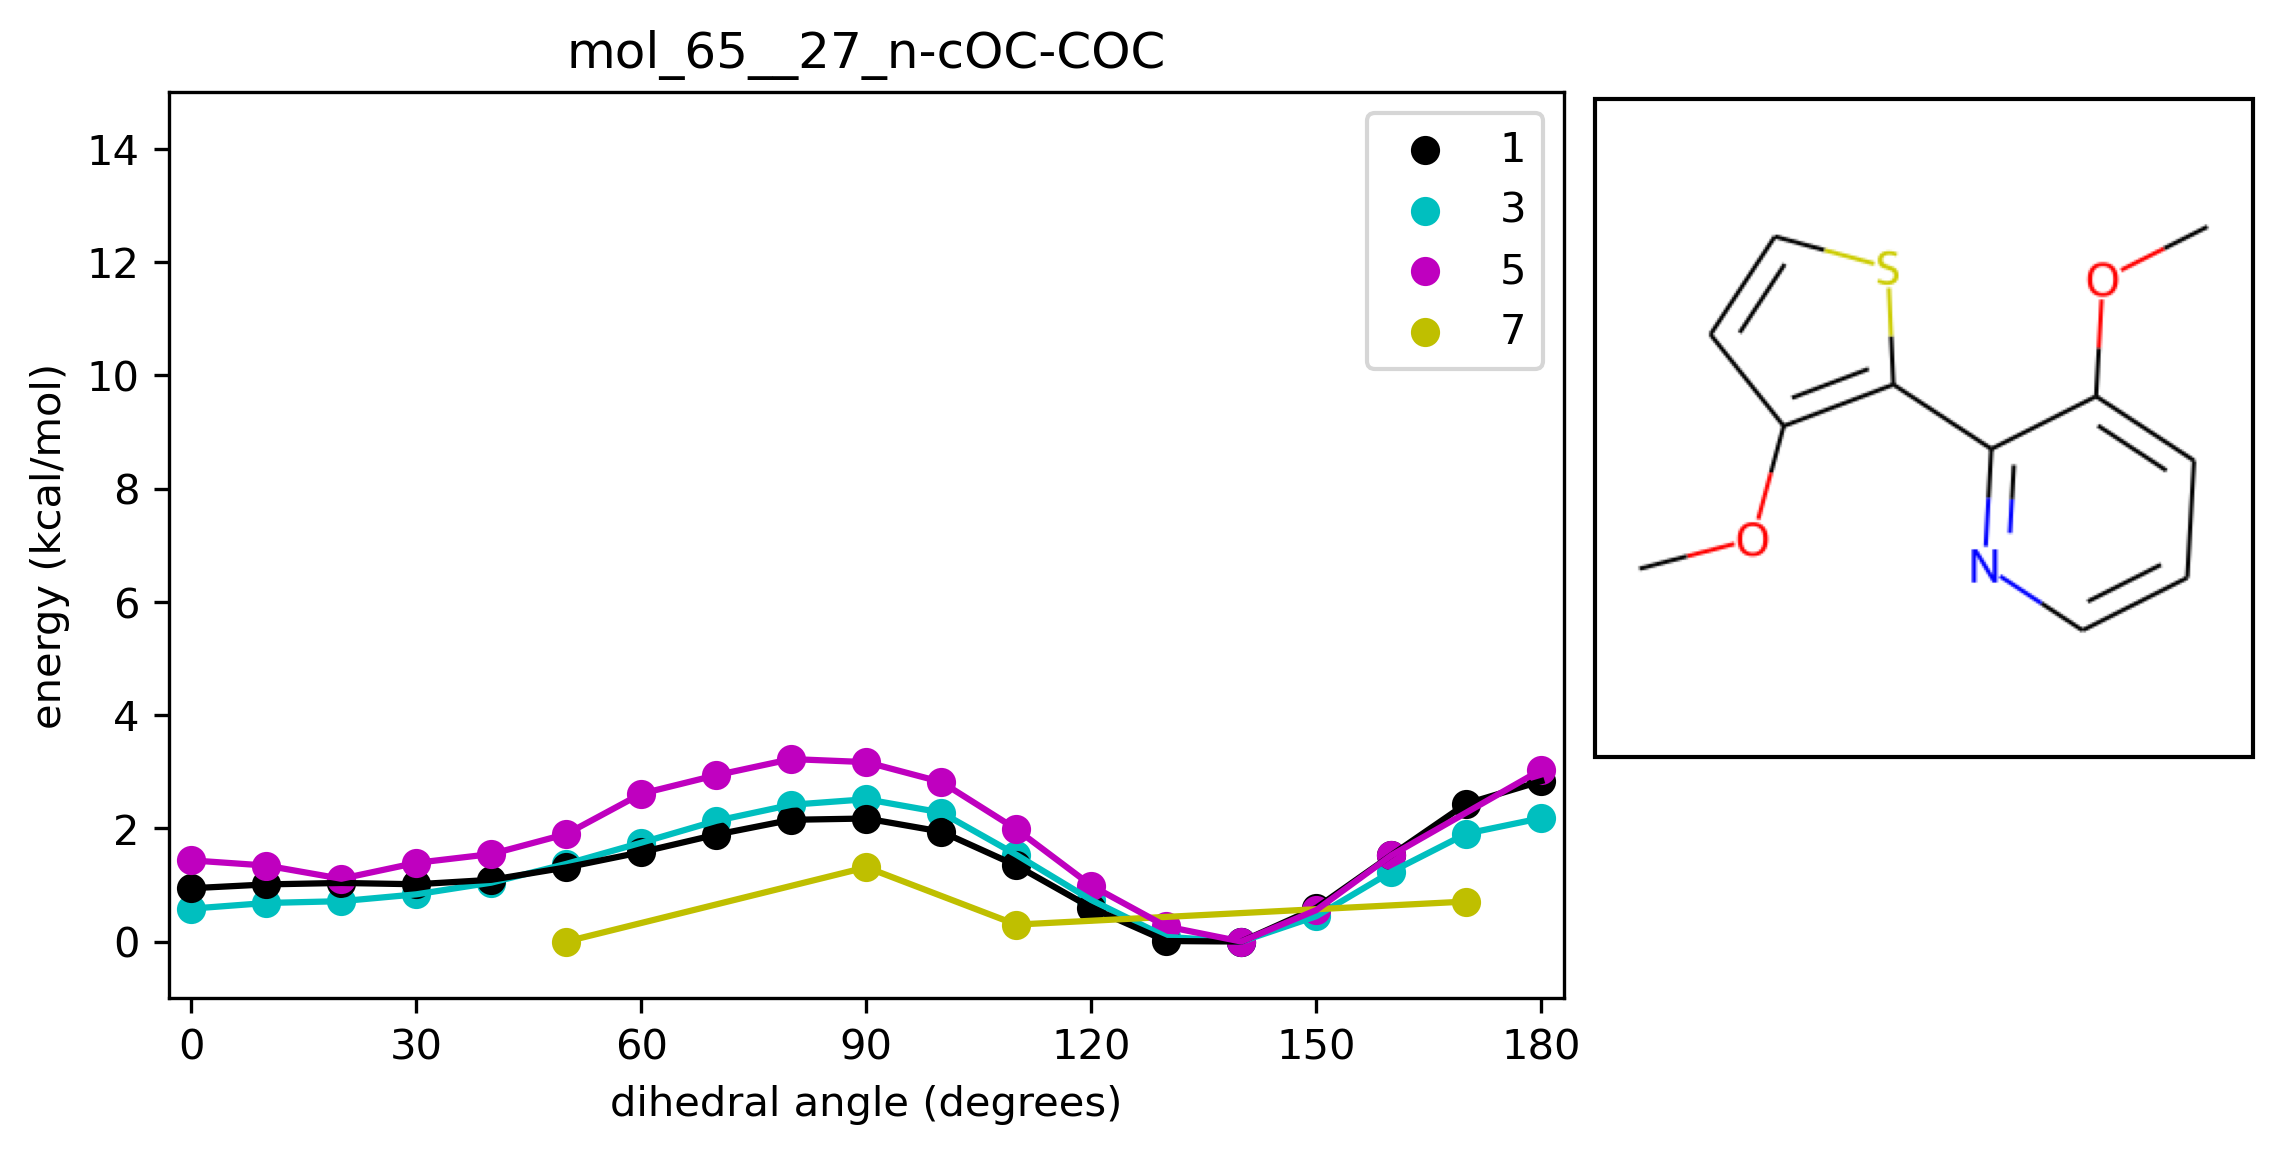 mol_65__27_n-cOC-COC
energy (kcal/mol)
14
12
10
8
6
4
2
0
0 30 60 90 120 150 180
dihedral angle (degrees)
1
3
5
7
S
O
O
N